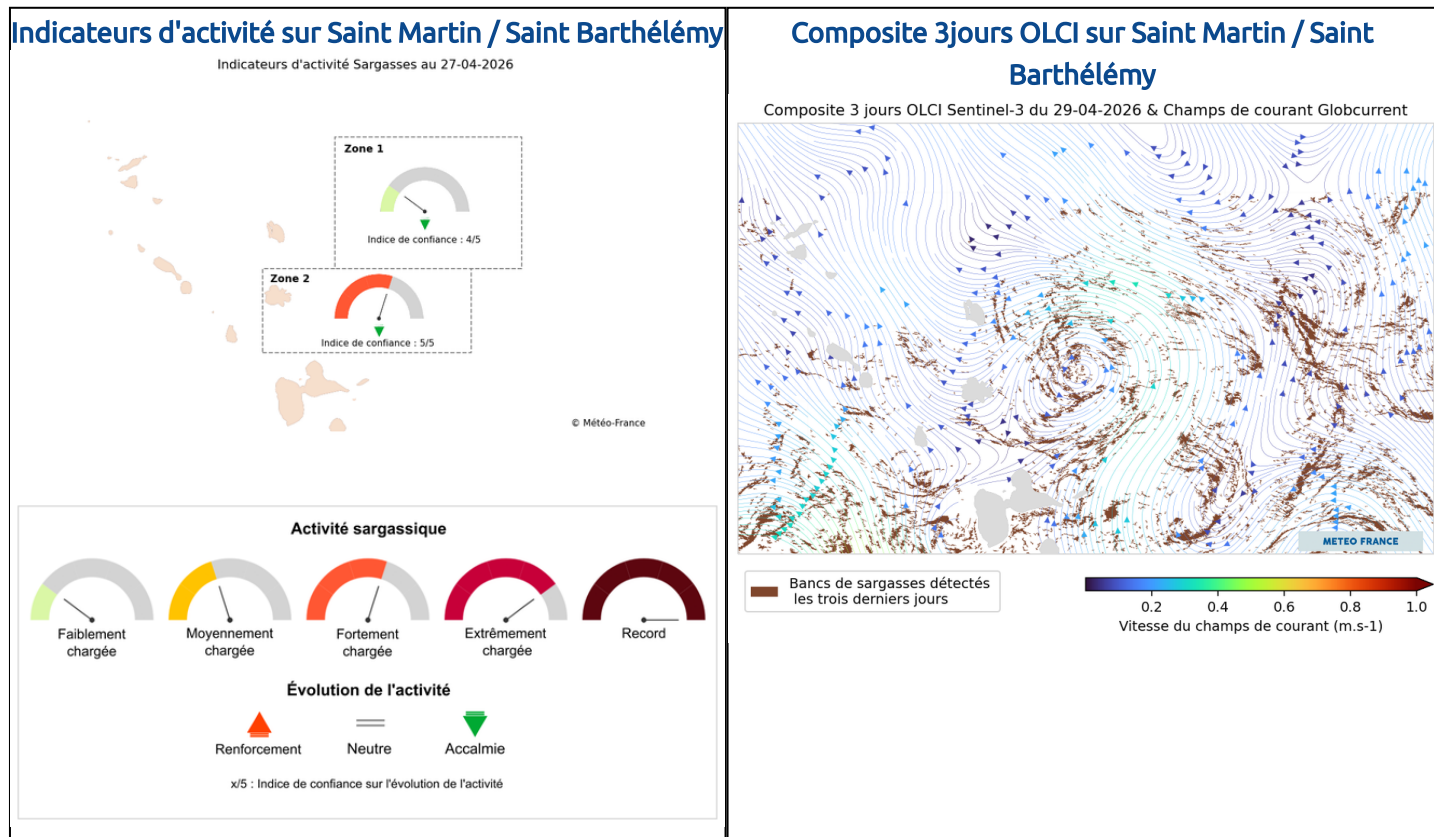 Indicateurs d'activité sur Saint Martin / Saint Barthélémy
Indicateurs d'activité Sargasses au 27-04-2026
Zone 1
Indice de confiance : 4/5
Zone 2
Indice de confiance : 5/5
© Météo-France
Activité sargassique
Faiblement
chargée
Moyennement
chargée
Fortement
chargée
Extrêmement
chargée
Record
Évolution de l'activité
Renforcement
Neutre
Accalmie
x/5 : Indice de confiance sur l'évolution de l'activité
Composite 3jours OLCI sur Saint Martin / Saint
Barthélémy
Composite 3 jours OLCI Sentinel-3 du 29-04-2026 & Champs de courant Globcurrent
METEO FRANCE
Bancs de sargasses détectés
les trois derniers jours
0.2 0.4 0.6 0.8 1.0
Vitesse du champs de courant (m.s-1)